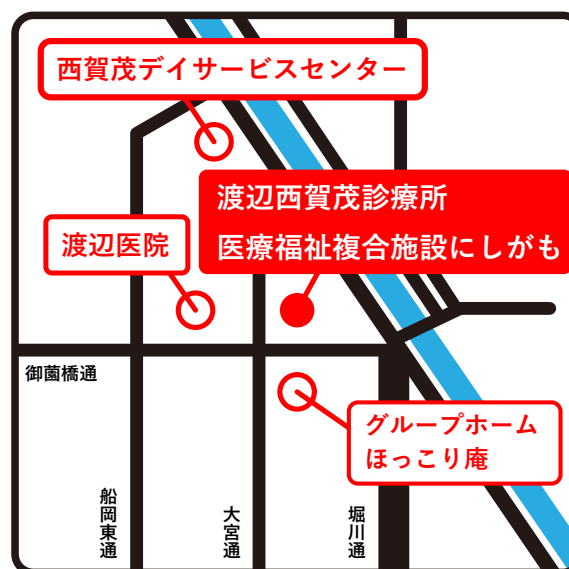 西賀茂デイサービスセンター
渡辺西賀茂診療所
医療福祉複合施設にしがも
渡辺医院
御薗橋通
グループホーム
ほっこり庵
船岡東通
大宮通
堀川通